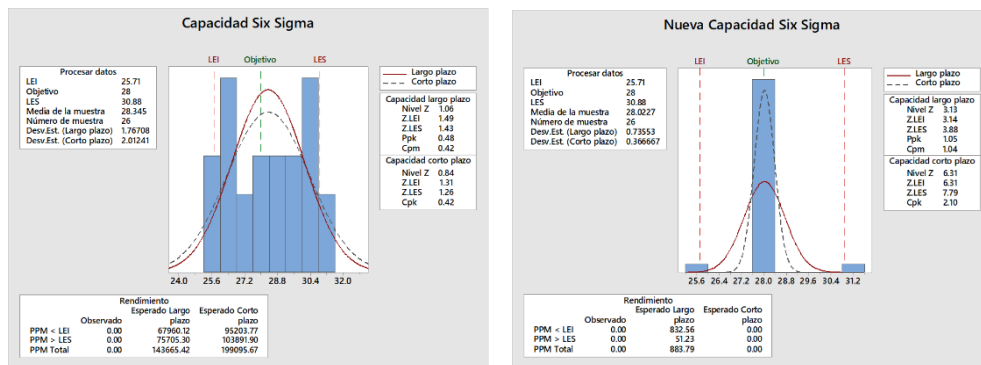 Capacidad Six Sigma
LEI Objetivo LES
Procesar datos
LEI 25.71
Objetivo 28
LES 30.88
Media de la muestra 28.345
Número de muestra 26
Desv.Est. (Largo plazo) 1.76708
Desv.Est. (Corto plazo) 2.01241
Largo plazo
Corto plazo
Capacidad largo plazo
Nivel Z 1.06
Z.LEI 1.49
Z.LES 1.43
Ppk 0.48
Cpm 0.42
Capacidad corto plazo
Nivel Z 0.84
Z.LEI 1.31
Z.LES 1.26
Cpk 0.42
24.0 25.6 27.2 28.8 30.4 32.0
Rendimiento
Observado Esperado Largo plazo Esperado Corto plazo
PPM < LEI 0.00 67960.12 95203.77
PPM > LES 0.00 75705.30 103891.90
PPM Total 0.00 143665.42 199095.67
Nueva Capacidad Six Sigma
LEI Objetivo LES
Procesar datos
LEI 25.71
Objetivo 28
LES 30.88
Media de la muestra 28.0227
Número de muestra 26
Desv.Est. (Largo plazo) 0.73553
Desv.Est. (Corto plazo) 0.366667
Largo plazo
Corto plazo
Capacidad largo plazo
Nivel Z 3.13
Z.LEI 3.14
Z.LES 3.88
Ppk 1.05
Cpm 1.04
Capacidad corto plazo
Nivel Z 6.31
Z.LEI 6.31
Z.LES 7.79
Cpk 2.10
25.6 26.4 27.2 28.0 28.8 29.6 30.4 31.2
Rendimiento
Observado Esperado Largo plazo Esperado Corto plazo
PPM < LEI 0.00 832.56 0.00
PPM > LES 0.00 51.23 0.00
PPM Total 0.00 883.79 0.00